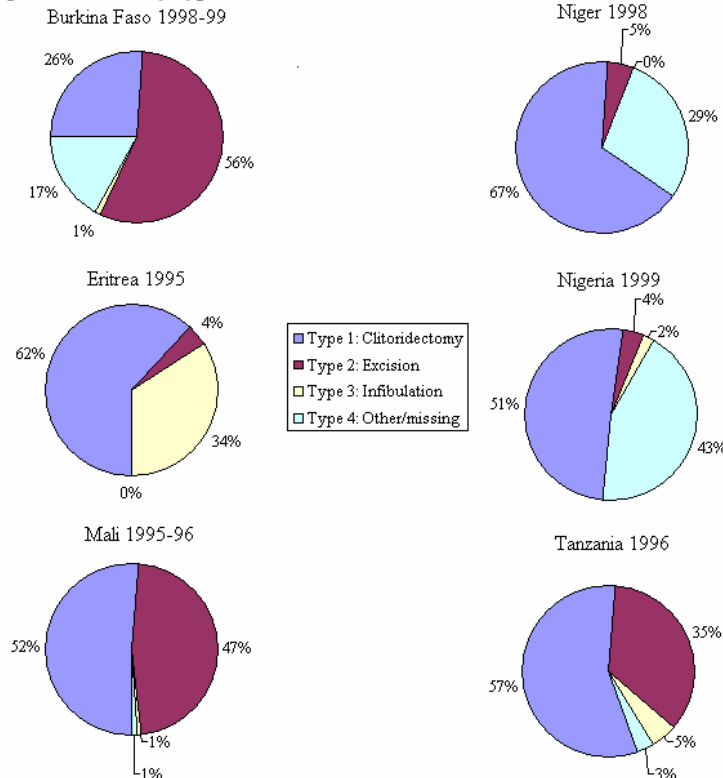 Burkina Faso 1998-99
26%
56%
17%
1%
Niger 1998
5%
0%
29%
67%
Eritrea 1995
62%
4%
34%
0%
Type 1: Clitoridectomy
Type 2: Excision
Type 3: Infibulation
Type 4: Other/missing
Nigeria 1999
4%
2%
51%
43%
Mali 1995-96
52%
47%
1%
1%
Tanzania 1996
35%
57%
5%
3%